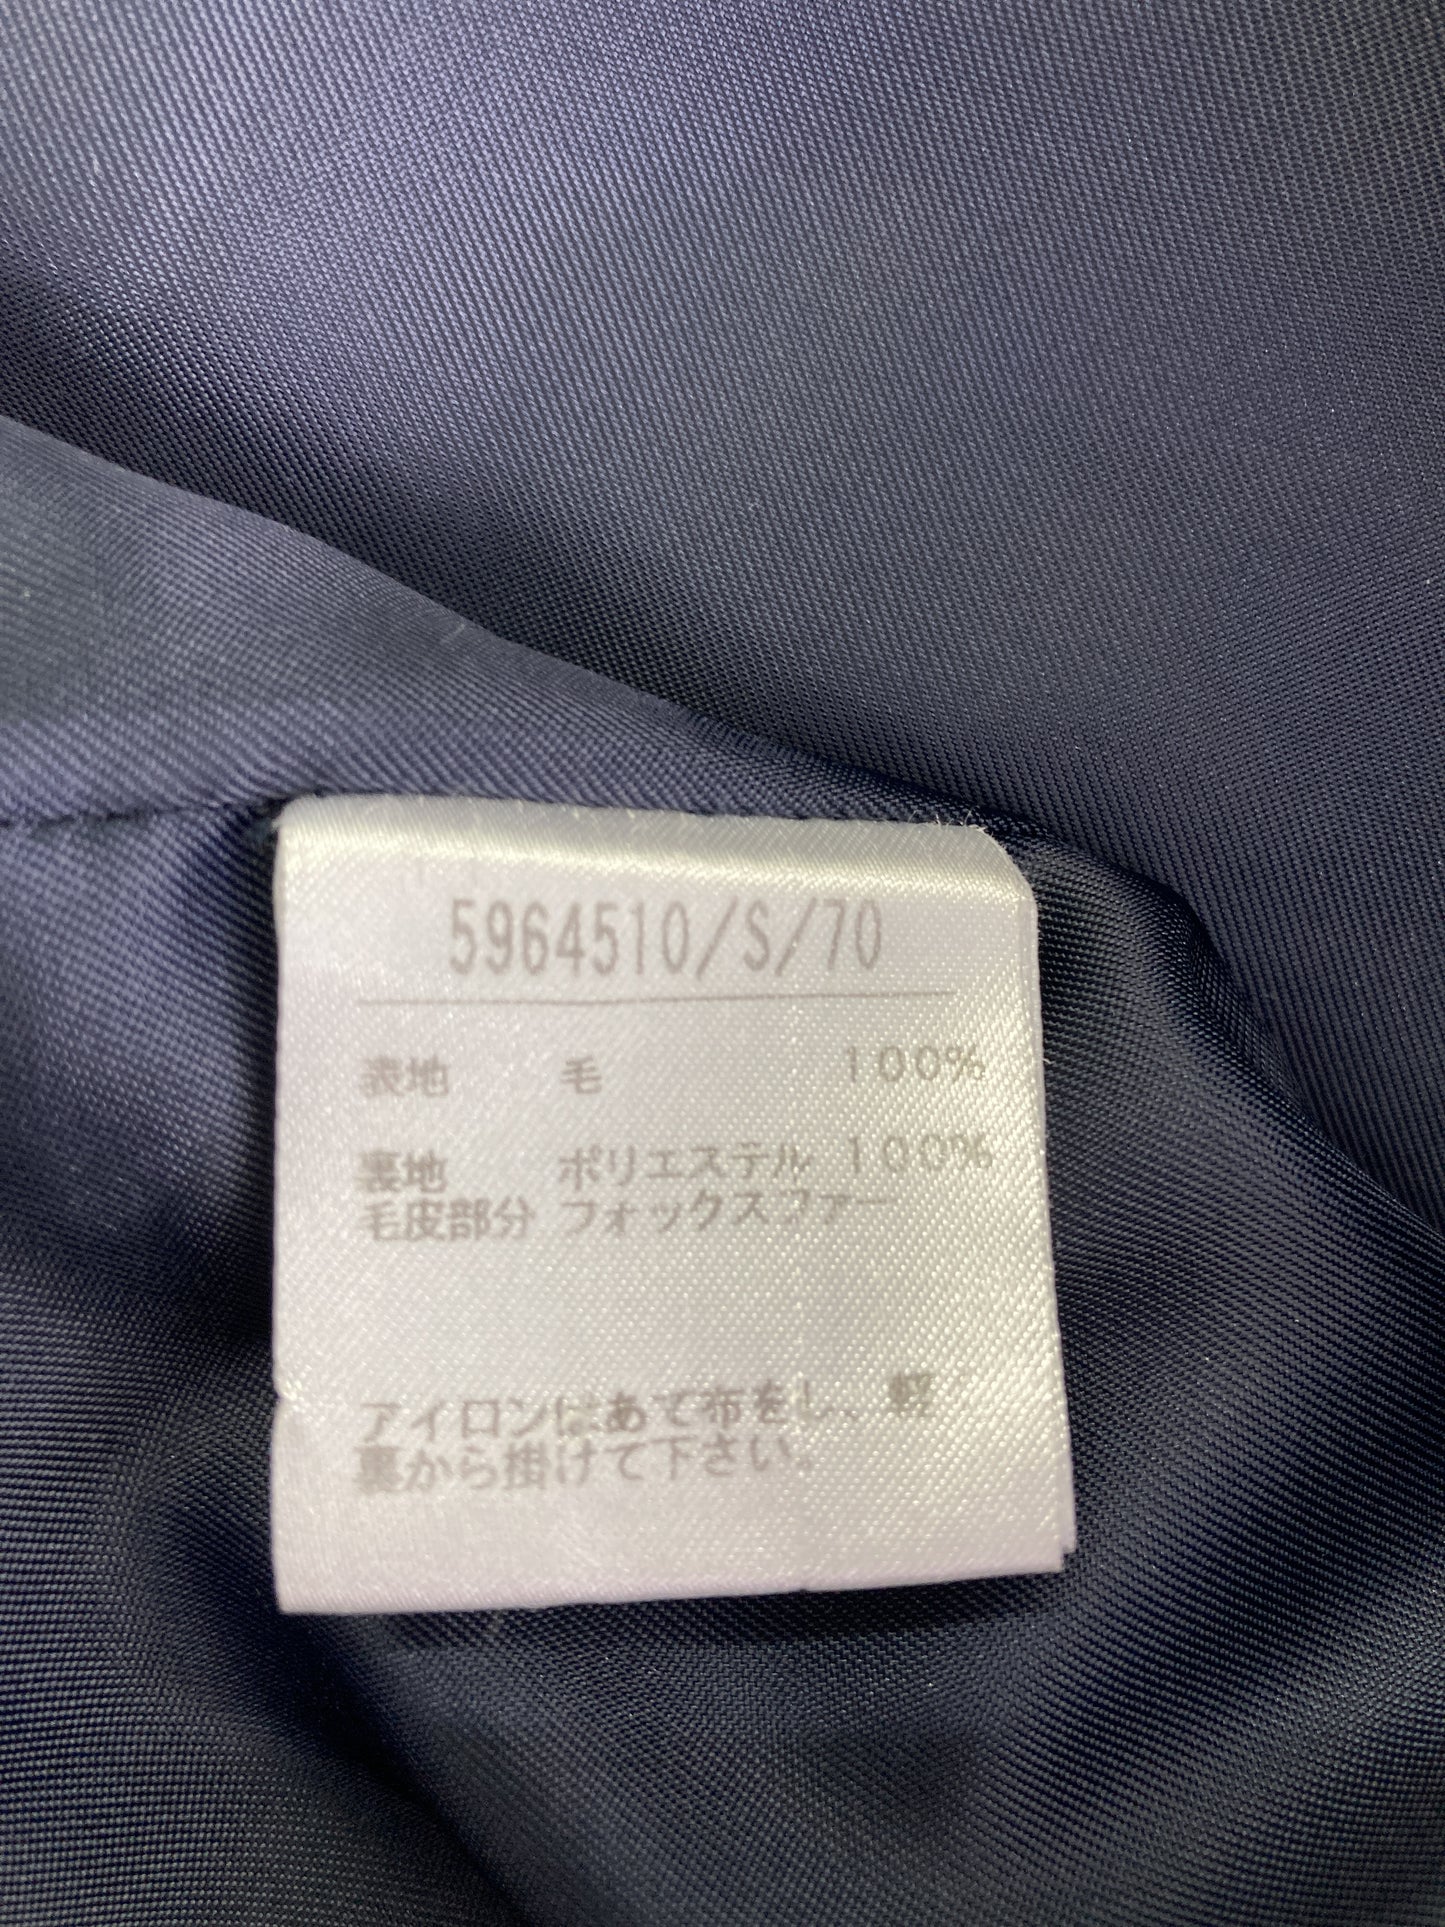 5964510/S/70
表地 毛 100%
裏地 ポリエステル 100%
毛皮部分 フォックスファー
アイロンはあて布をし、軽
裏から掛けて下さい。